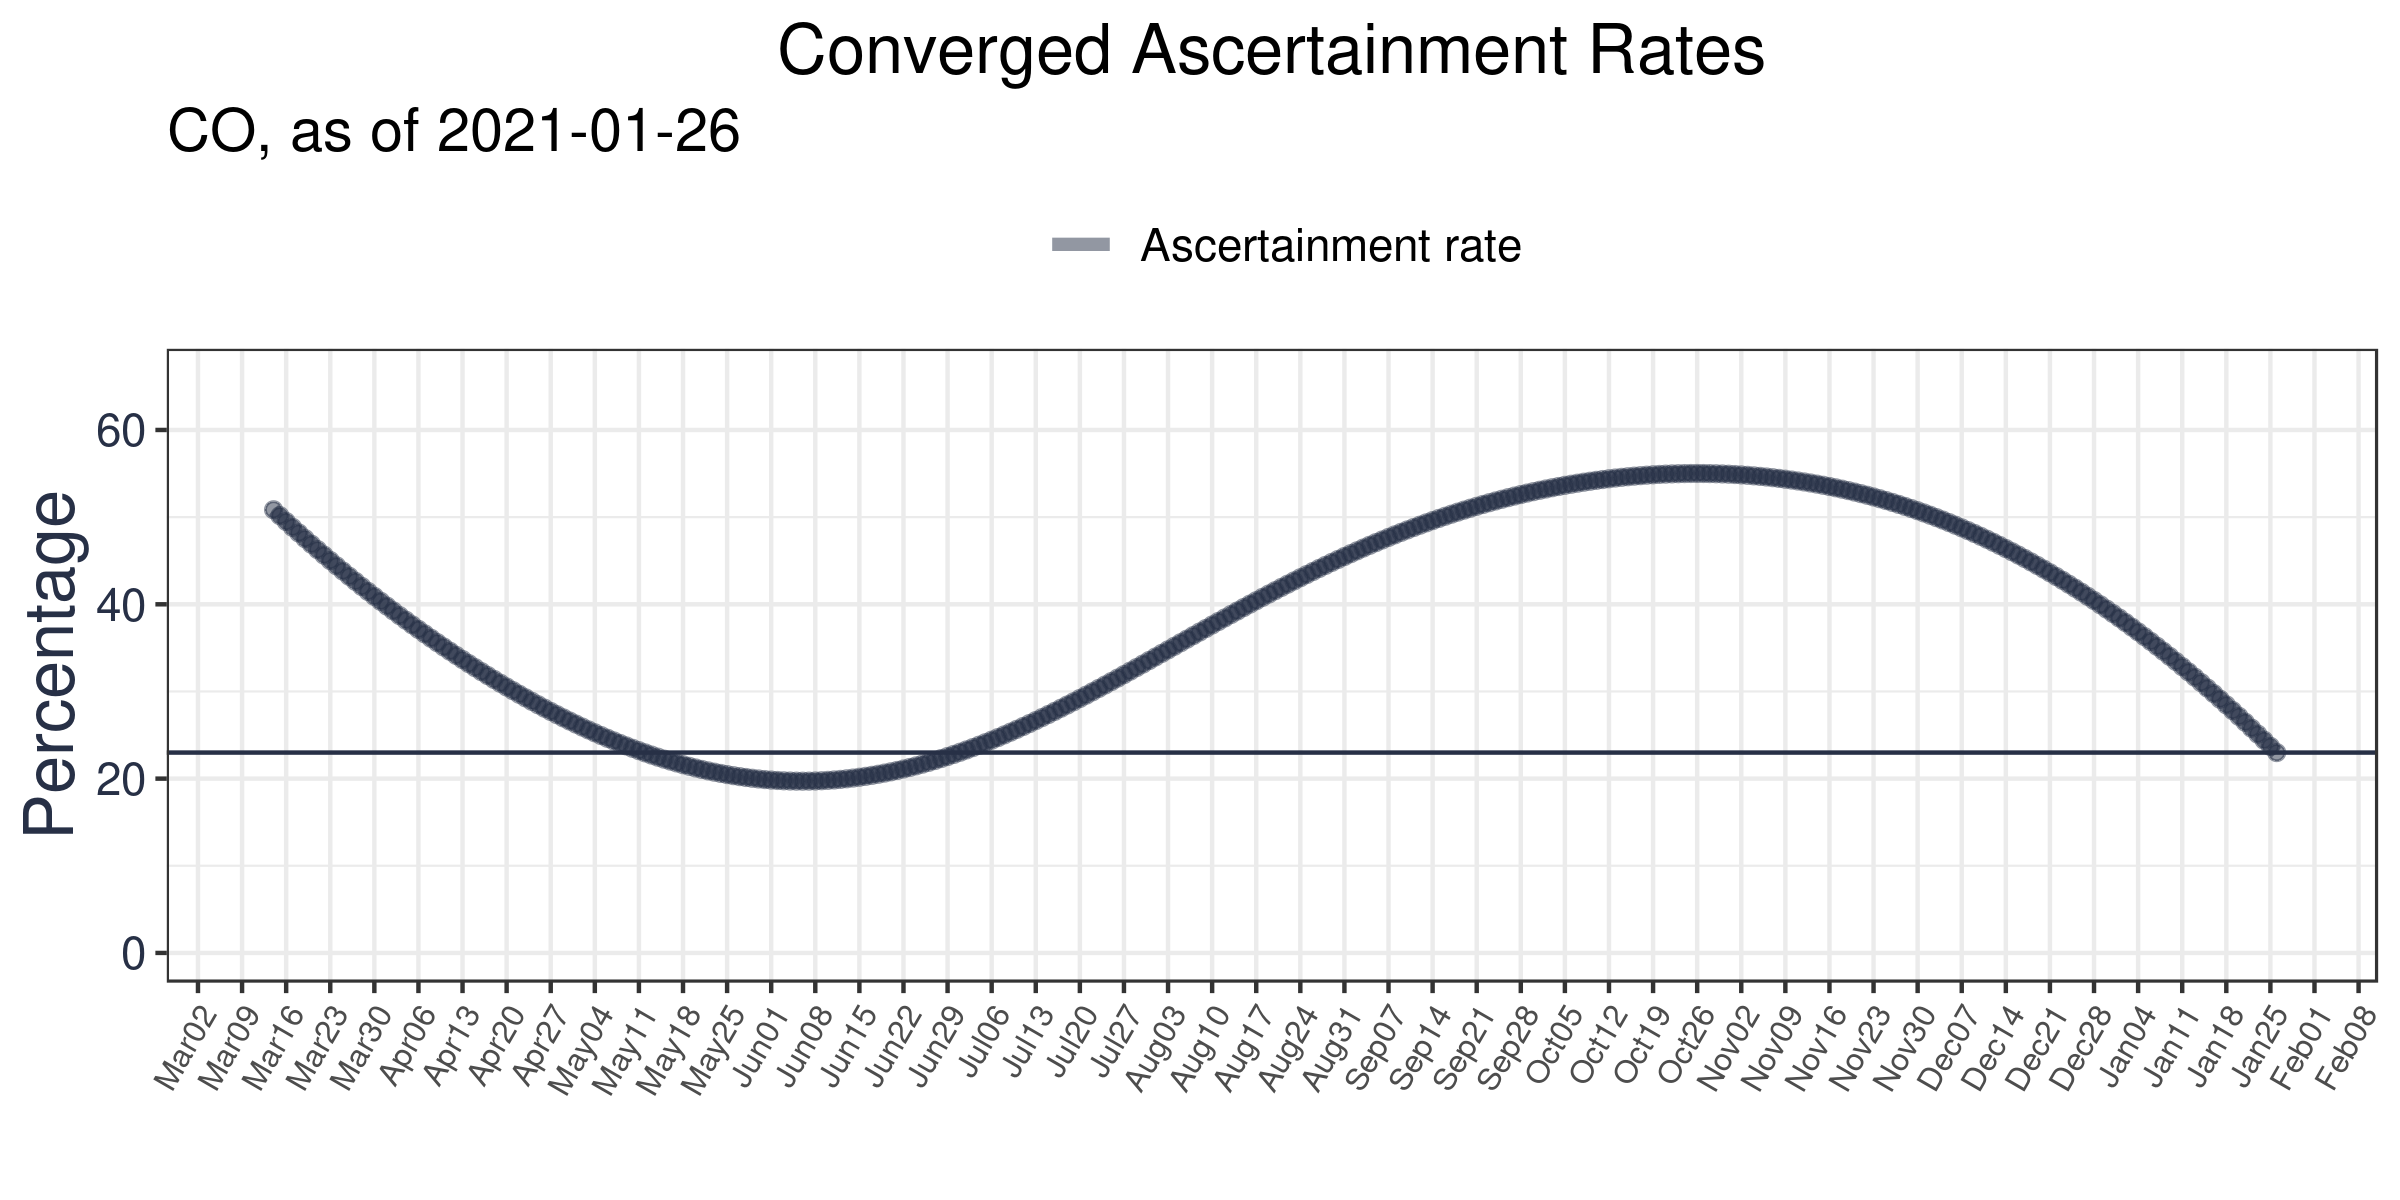 Converged Ascertainment Rates
CO, as of 2021-01-26
Ascertainment rate
Percentage
60
40
20
0
Mar02
Mar09
Mar16
Mar23
Mar30
Apr06
Apr13
Apr20
Apr27
May04
May11
May18
May25
Jun01
Jun08
Jun15
Jun22
Jun29
Jul06
Jul13
Jul20
Jul27
Aug03
Aug10
Aug17
Aug24
Aug31
Sep07
Sep14
Sep21
Sep28
Oct05
Oct12
Oct19
Oct26
Nov02
Nov09
Nov16
Nov23
Nov30
Dec07
Dec14
Dec21
Dec28
Jan04
Jan11
Jan18
Jan25
Feb01
Feb08